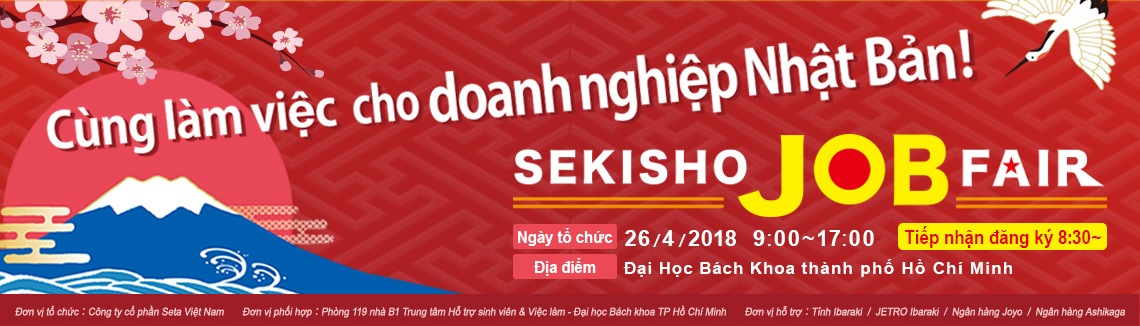 Cùng làm việc cho doanh nghiệp Nhật Bản!
SEKISHO JOB FAIR
Ngày tổ chức 26/4/2018 9:00~17:00 Tiếp nhận đăng ký 8:30~
Địa điểm Đại Học Bách Khoa thành phố Hồ Chí Minh
Đơn vị tổ chức : Công ty cổ phần Seta Việt Nam Đơn vị phối hợp : Phòng 119 nhà B1 Trung tâm Hỗ trợ sinh viên & Việc làm - Đại học Bách khoa TP Hồ Chí Minh Đơn vị hỗ trợ : Tỉnh Ibaraki / JETRO Ibaraki / Ngân hàng Joyo / Ngân hàng Ashikaga